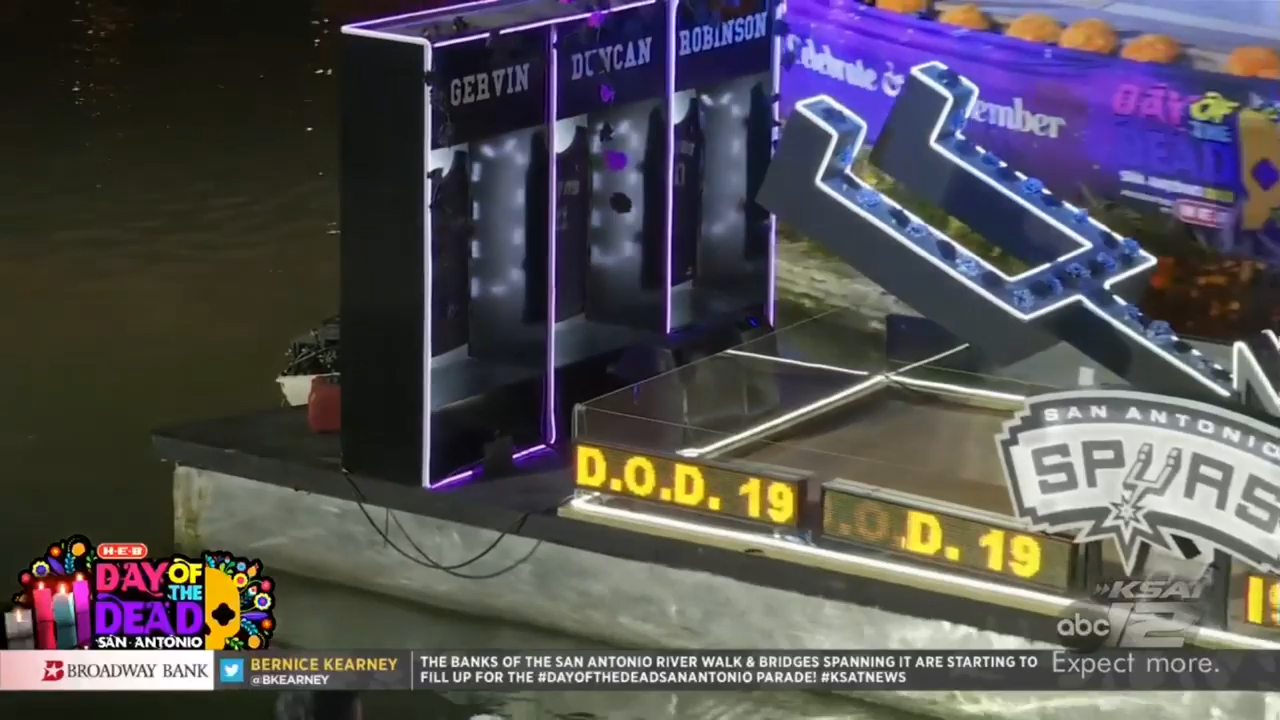 GERVIN
DUNCAN
ROBINSON
Celebrate &
DAY OF
THE
DEAD
H-E-B
D.O.D. 19
D. 19
SAN ANTONIO
SPURS
H-E-B
DAY OF
THE
DEAD
SAN ANTONIO
»KSAT
abc 12
Expect more.
BROADWAY BANK
BERNICE KEARNEY
@BKEARNEY
THE BANKS OF THE SAN ANTONIO RIVER WALK & BRIDGES SPANNING IT ARE STARTING TO
FILL UP FOR THE #DAYOFTHEDEADSANANTONIO PARADE! #KSATNEWS